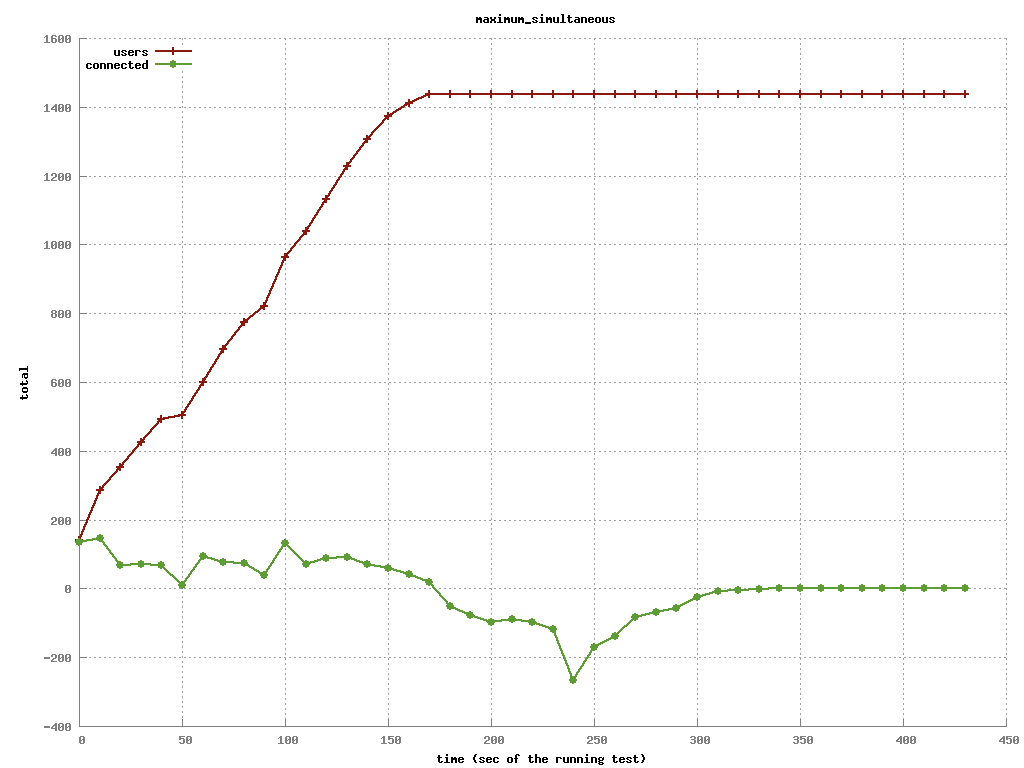 maximum_simultaneous
1600
1400
1200
1000
800
600
400
200
0
-200
-400
users
connected
total
0 50 100 150 200 250 300 350 400 450
time (sec of the running test)